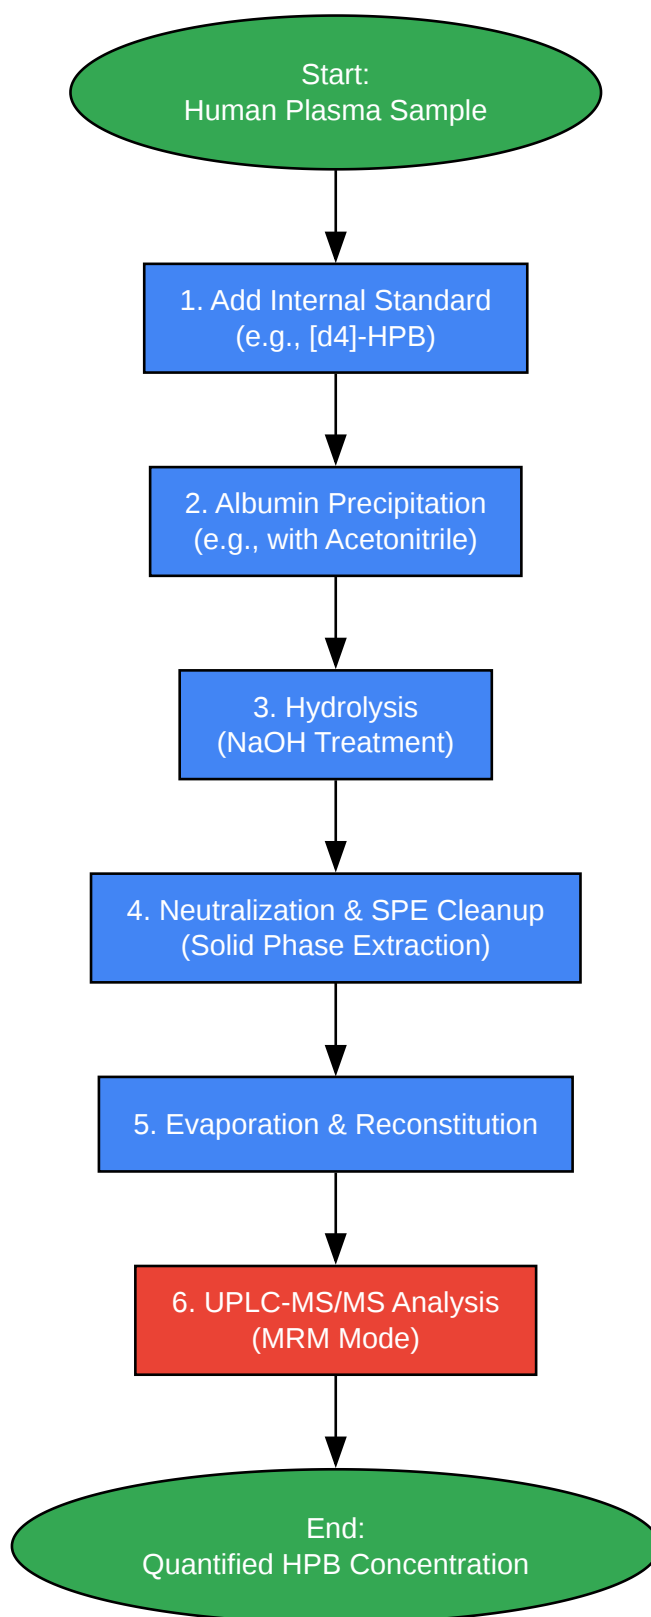 Start:
Human Plasma Sample
1. Add Internal Standard
(e.g., [d4]-HPB)
2. Albumin Precipitation
(e.g., with Acetonitrile)
3. Hydrolysis
(NaOH Treatment)
4. Neutralization & SPE Cleanup
(Solid Phase Extraction)
5. Evaporation & Reconstitution
6. UPLC-MS/MS Analysis
(MRM Mode)
End:
Quantified HPB Concentration